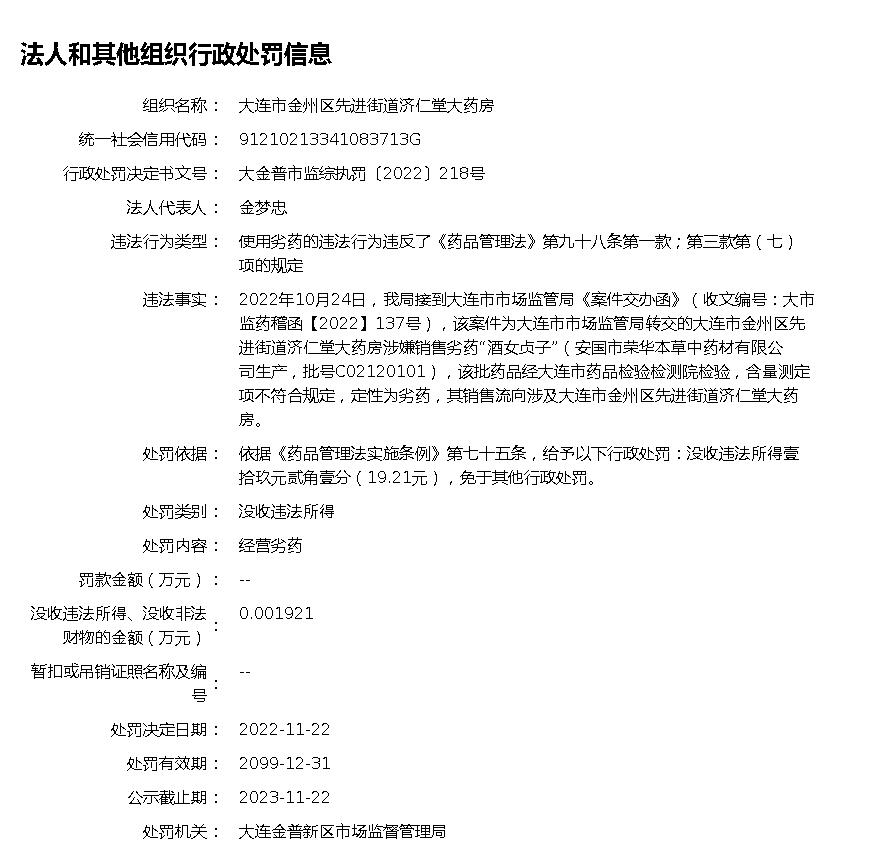 法人和其他组织行政处罚信息
组织名称： 大连市金州区先进街道济仁堂大药房
统一社会信用代码： 91210213341083713G
行政处罚决定书文号： 大金普市监综执罚〔2022〕218号
法人代表人： 金梦忠
违法行为类型： 使用劣药的违法行为违反了《药品管理法》第九十八条第一款；第三款第（七）
项的规定
违法事实： 2022年10月24日，我局接到大连市市场监管局《案件交办函》（收文编号：大市
监药稽函【2022】137号），该案件为大连市市场监管局转交的大连市金州区先
进街道济仁堂大药房涉嫌销售劣药“酒女贞子”（安国市荣华本草中药材有限公
司生产，批号C02120101），该批药品经大连市药品检验检测院检验，含量测定
项不符合规定，定性为劣药，其销售流向涉及大连市金州区先进街道济仁堂大药
房。
处罚依据： 依据《药品管理法实施条例》第七十五条，给予以下行政处罚：没收违法所得壹
拾玖元贰角壹分（19.21元），免于其他行政处罚。
处罚类别： 没收违法所得
处罚内容： 经营劣药
罚款金额（万元）： --
没收违法所得、没收非法
财物的金额（万元）： 0.001921
暂扣或吊销证照名称及编
号： --
处罚决定日期： 2022-11-22
处罚有效期： 2099-12-31
公示截止期： 2023-11-22
处罚机关： 大连金普新区市场监督管理局